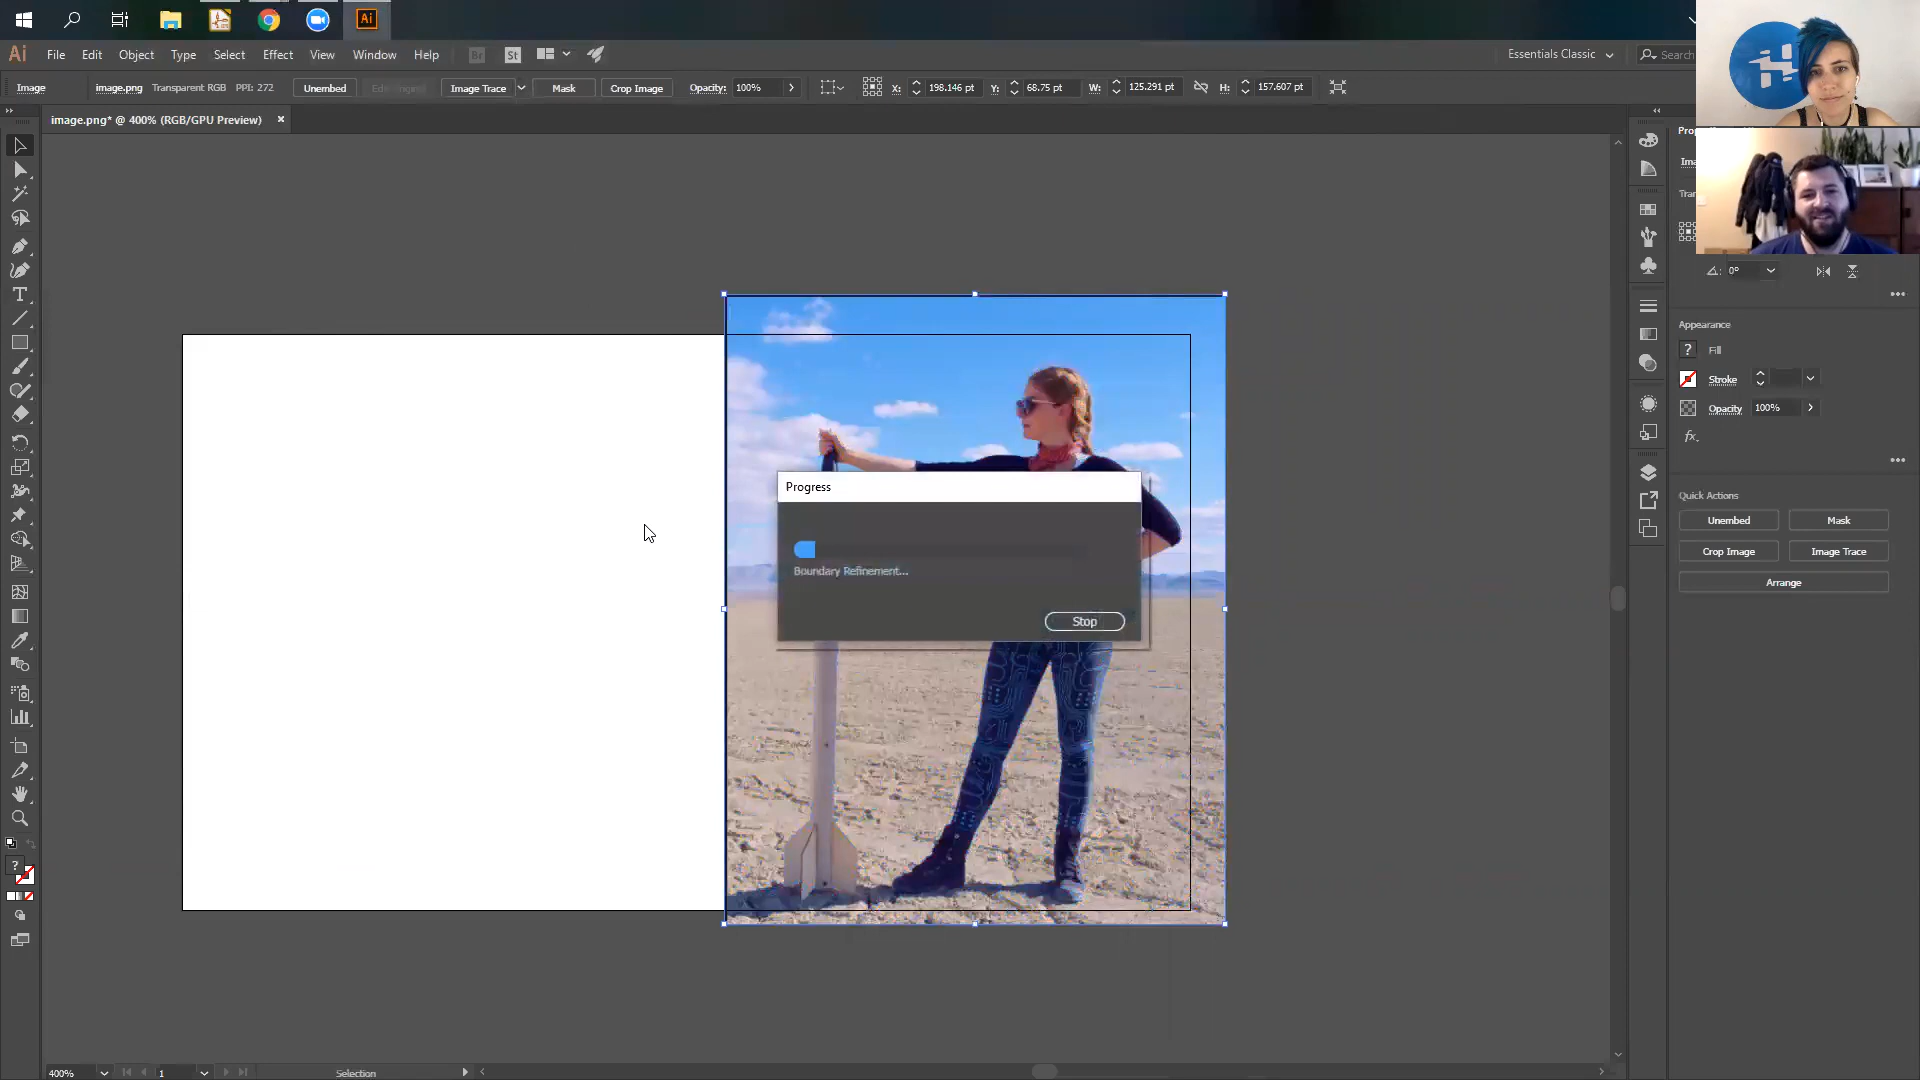 Ai
Ai File Edit Object Type Select Effect View Window Help Br St Essentials Classic Search
Image image.png Transparent RGB PPI: 272 Unembed Image Trace Mask Crop Image Opacity: 100% X: 198.146 pt Y: 68.75 pt W: 125.291 pt H: 157.607 pt
image.png* @ 400% (RGB/GPU Preview)
0°
Appearance
? Fill
Stroke
Opacity 100%
fx.
Progress
Boundary Refinement...
Stop
Quick Actions
Unembed Mask
Crop Image Image Trace
Arrange
?
400% 1 Selection